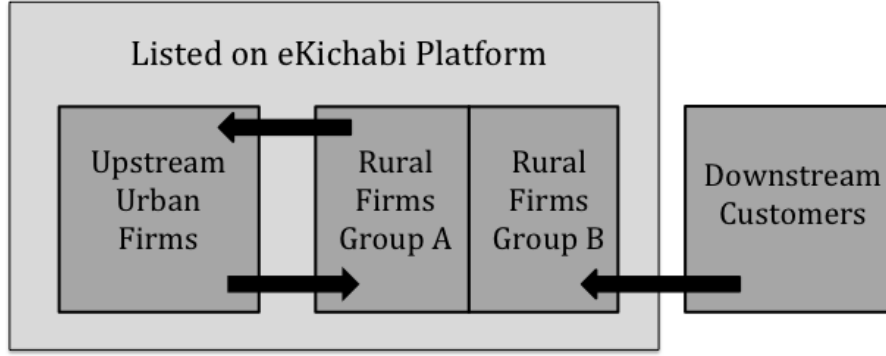 Listed on eKichabi Platform
Upstream
Urban
Firms
Rural
Firms
Group A
Rural
Firms
Group B
Downstream
Customers